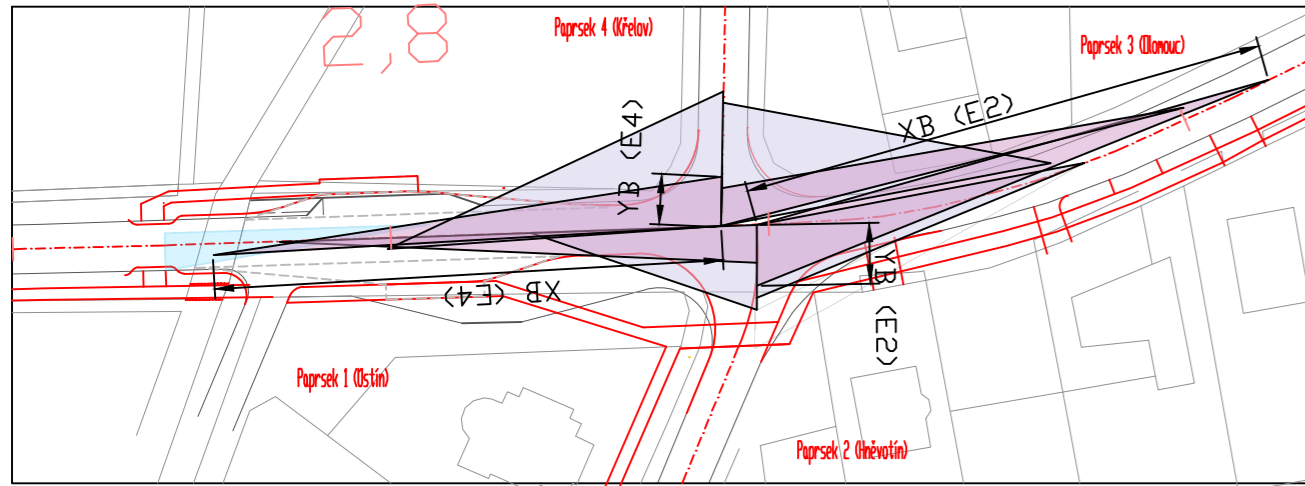 2,8
Paprsek 4 (Křelov)
Paprsek 3 (Olomouc)
YB (E4)
XB (E2)
XB (E4)
YB (E2)
Paprsek 1 (Ústín)
Paprsek 2 (Hněvotín)